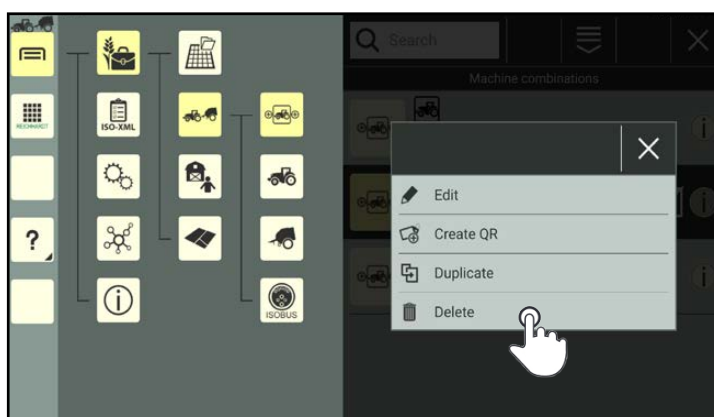 Search
Machine combinations
REICHHARDT
ISO-XML
?
Edit
Create QR
Duplicate
Delete
ISOBUS